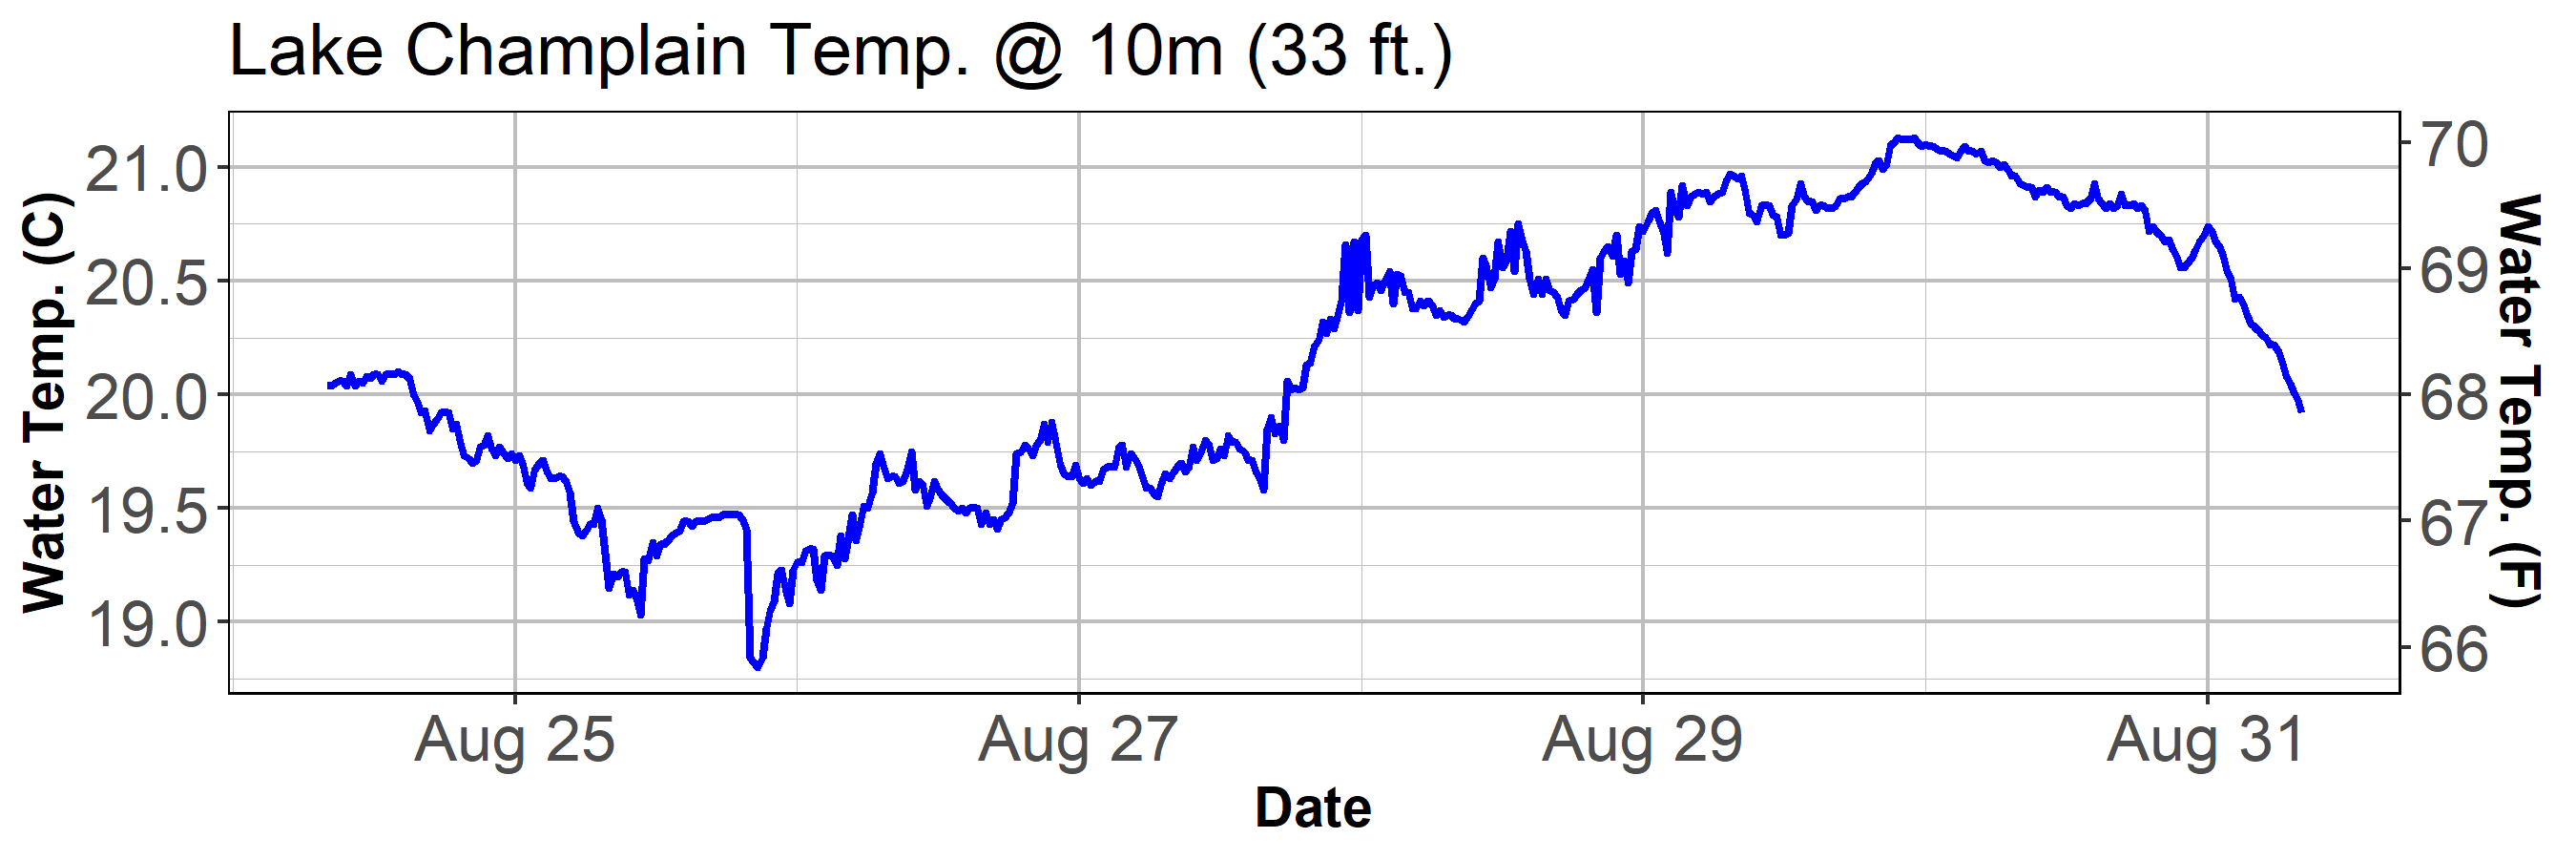 Lake Champlain Temp. @ 10m (33 ft.)
Water Temp. (C)
21.0
20.5
20.0
19.5
19.0
70
69
68
67
66
Water Temp. (F)
Aug 25
Aug 27
Aug 29
Aug 31
Date